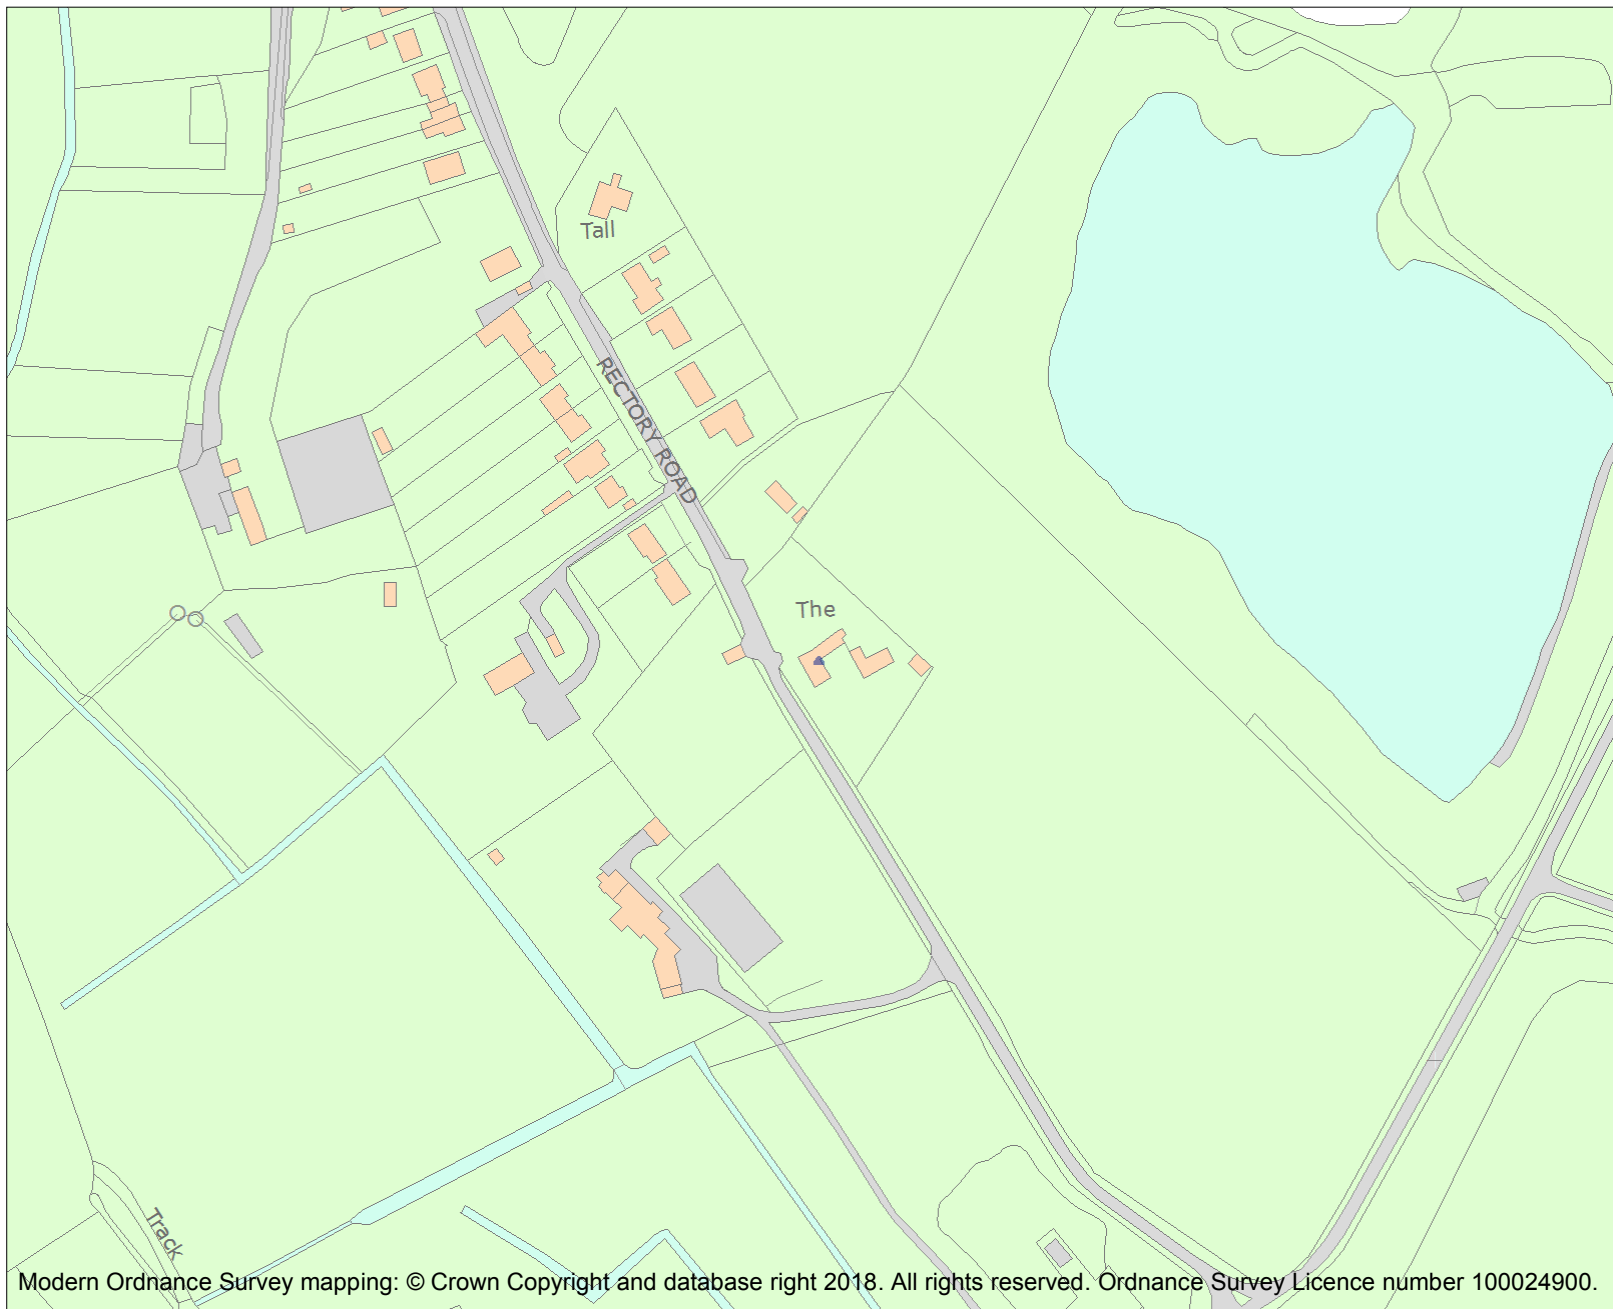 Tall
RECTORY ROAD
The
Track
Modern Ordnance Survey mapping: © Crown Copyright and database right 2018. All rights reserved. Ordnance Survey Licence number 100024900.